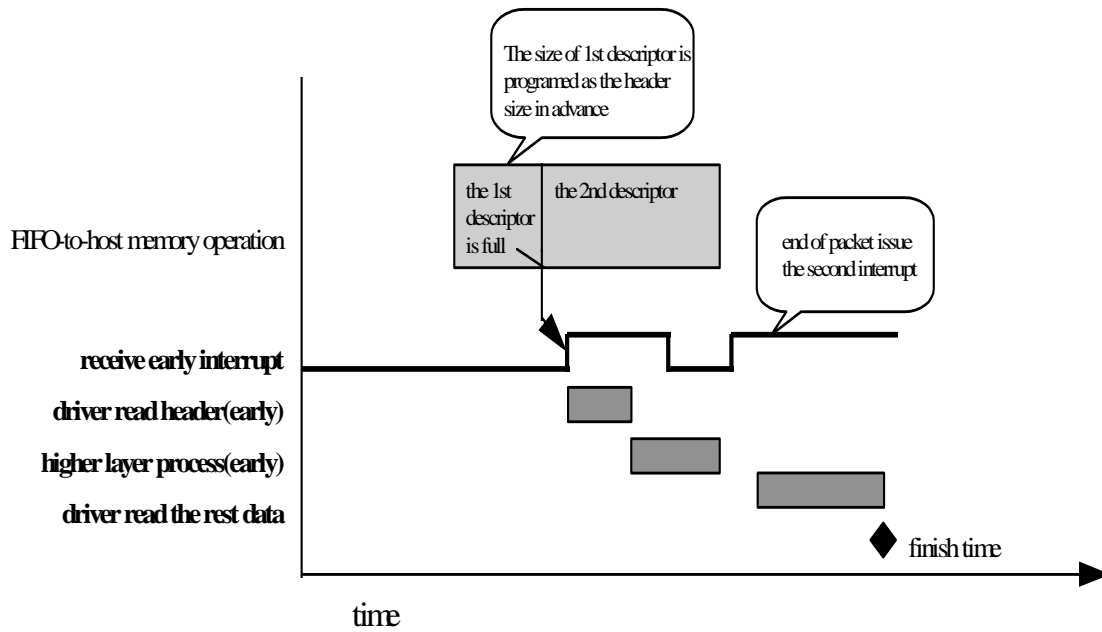 The size of 1st descriptor is
programed as the header
size in advance
the 1st
descriptor
is full
the 2nd descriptor
FIFO-to-host memory operation
end of packet issue
the second interrupt
receive early interrupt
driver read header(early)
higher layer process(early)
driver read the rest data
finish time
time